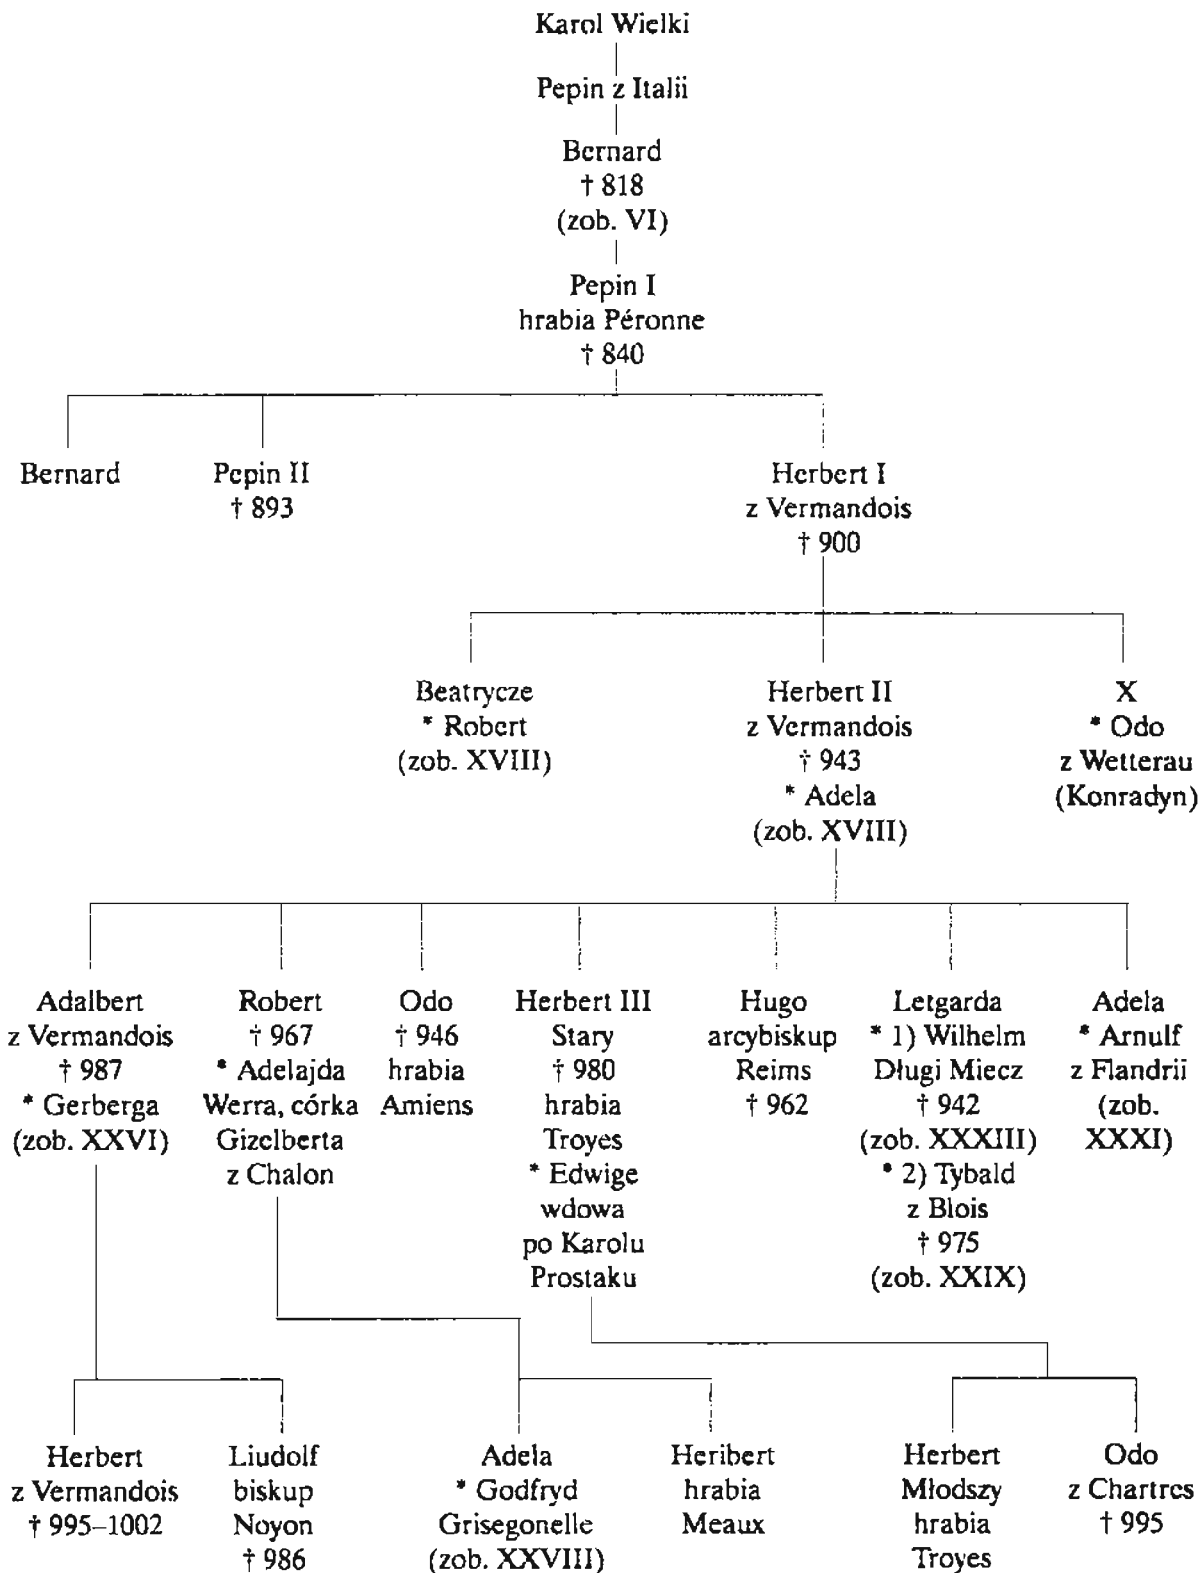 Karol Wielki
Pepin z Italii
Bernard
† 818
(zob. VI)
Pepin I
hrabia Péronne
† 840
Bernard
Pepin II
† 893
Herbert I
z Vermandois
† 900
Beatrycze
* Robert
(zob. XVIII)
Herbert II
z Vermandois
† 943
* Adela
(zob. XVIII)
X
* Odo
z Wetterau
(Konradyn)
Adalbert
z Vermandois
† 987
* Gerberga
(zob. XXVI)
Robert
† 967
* Adelajda
Werra, córka
Gizelberta
z Chalon
Odo
† 946
hrabia
Amiens
Herbert III
Stary
† 980
hrabia
Troyes
* Edwige
wdowa
po Karolu
Prostaku
Hugo
arcybiskup
Reims
† 962
Letgarda
* 1) Wilhelm
Długi Miecz
† 942
(zob. XXXIII)
* 2) Tybald
z Blois
† 975
(zob. XXIX)
Adela
* Arnulf
z Flandrii
(zob.
XXXI)
Herbert
z Vermandois
† 995–1002
Liudolf
biskup
Noyon
† 986
Adela
* Godfryd
Grisegonelle
(zob. XXVIII)
Heribert
hrabia
Meaux
Herbert
Młodszy
hrabia
Troyes
Odo
z Chartres
† 995